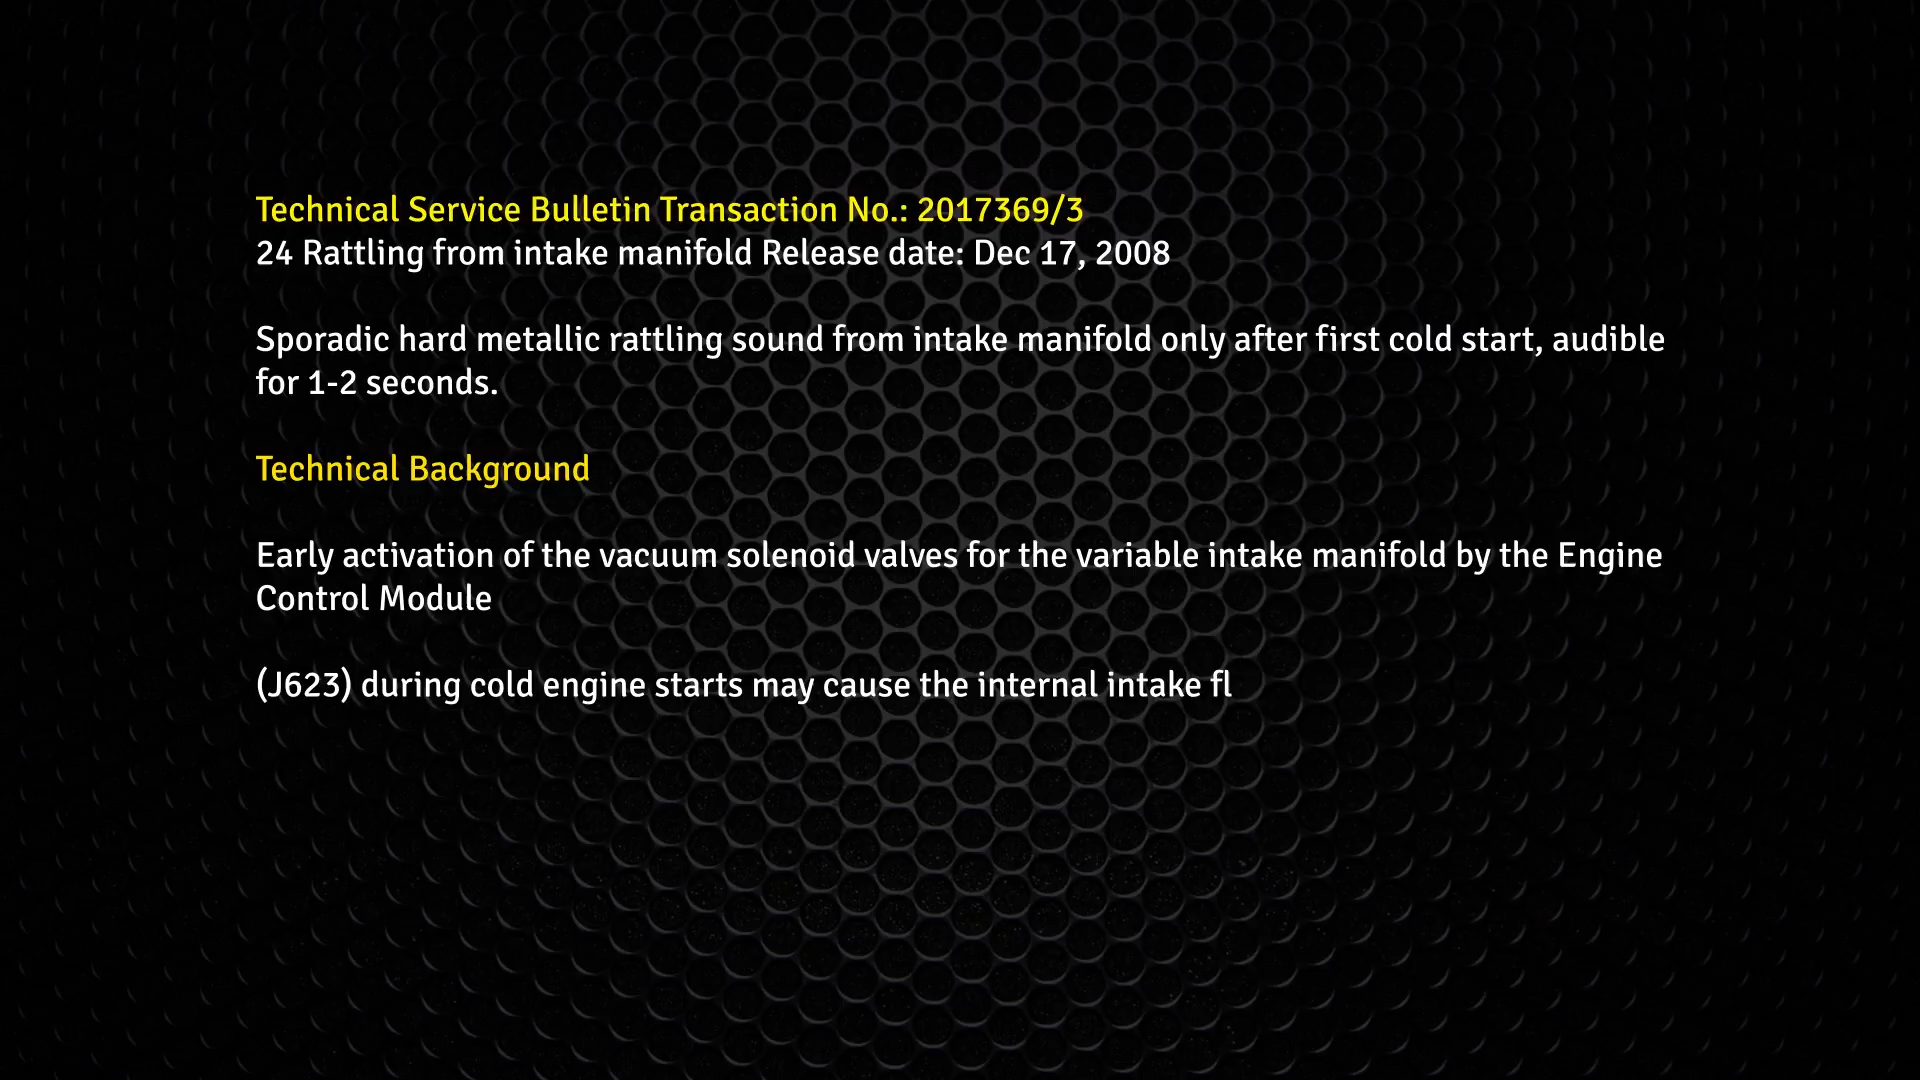 Technical Service Bulletin Transaction No.: 2017369/3
24 Rattling from intake manifold Release date: Dec 17, 2008
Sporadic hard metallic rattling sound from intake manifold only after first cold start, audible
for 1-2 seconds.
Technical Background
Early activation of the vacuum solenoid valves for the variable intake manifold by the Engine
Control Module
(J623) during cold engine starts may cause the internal intake fl